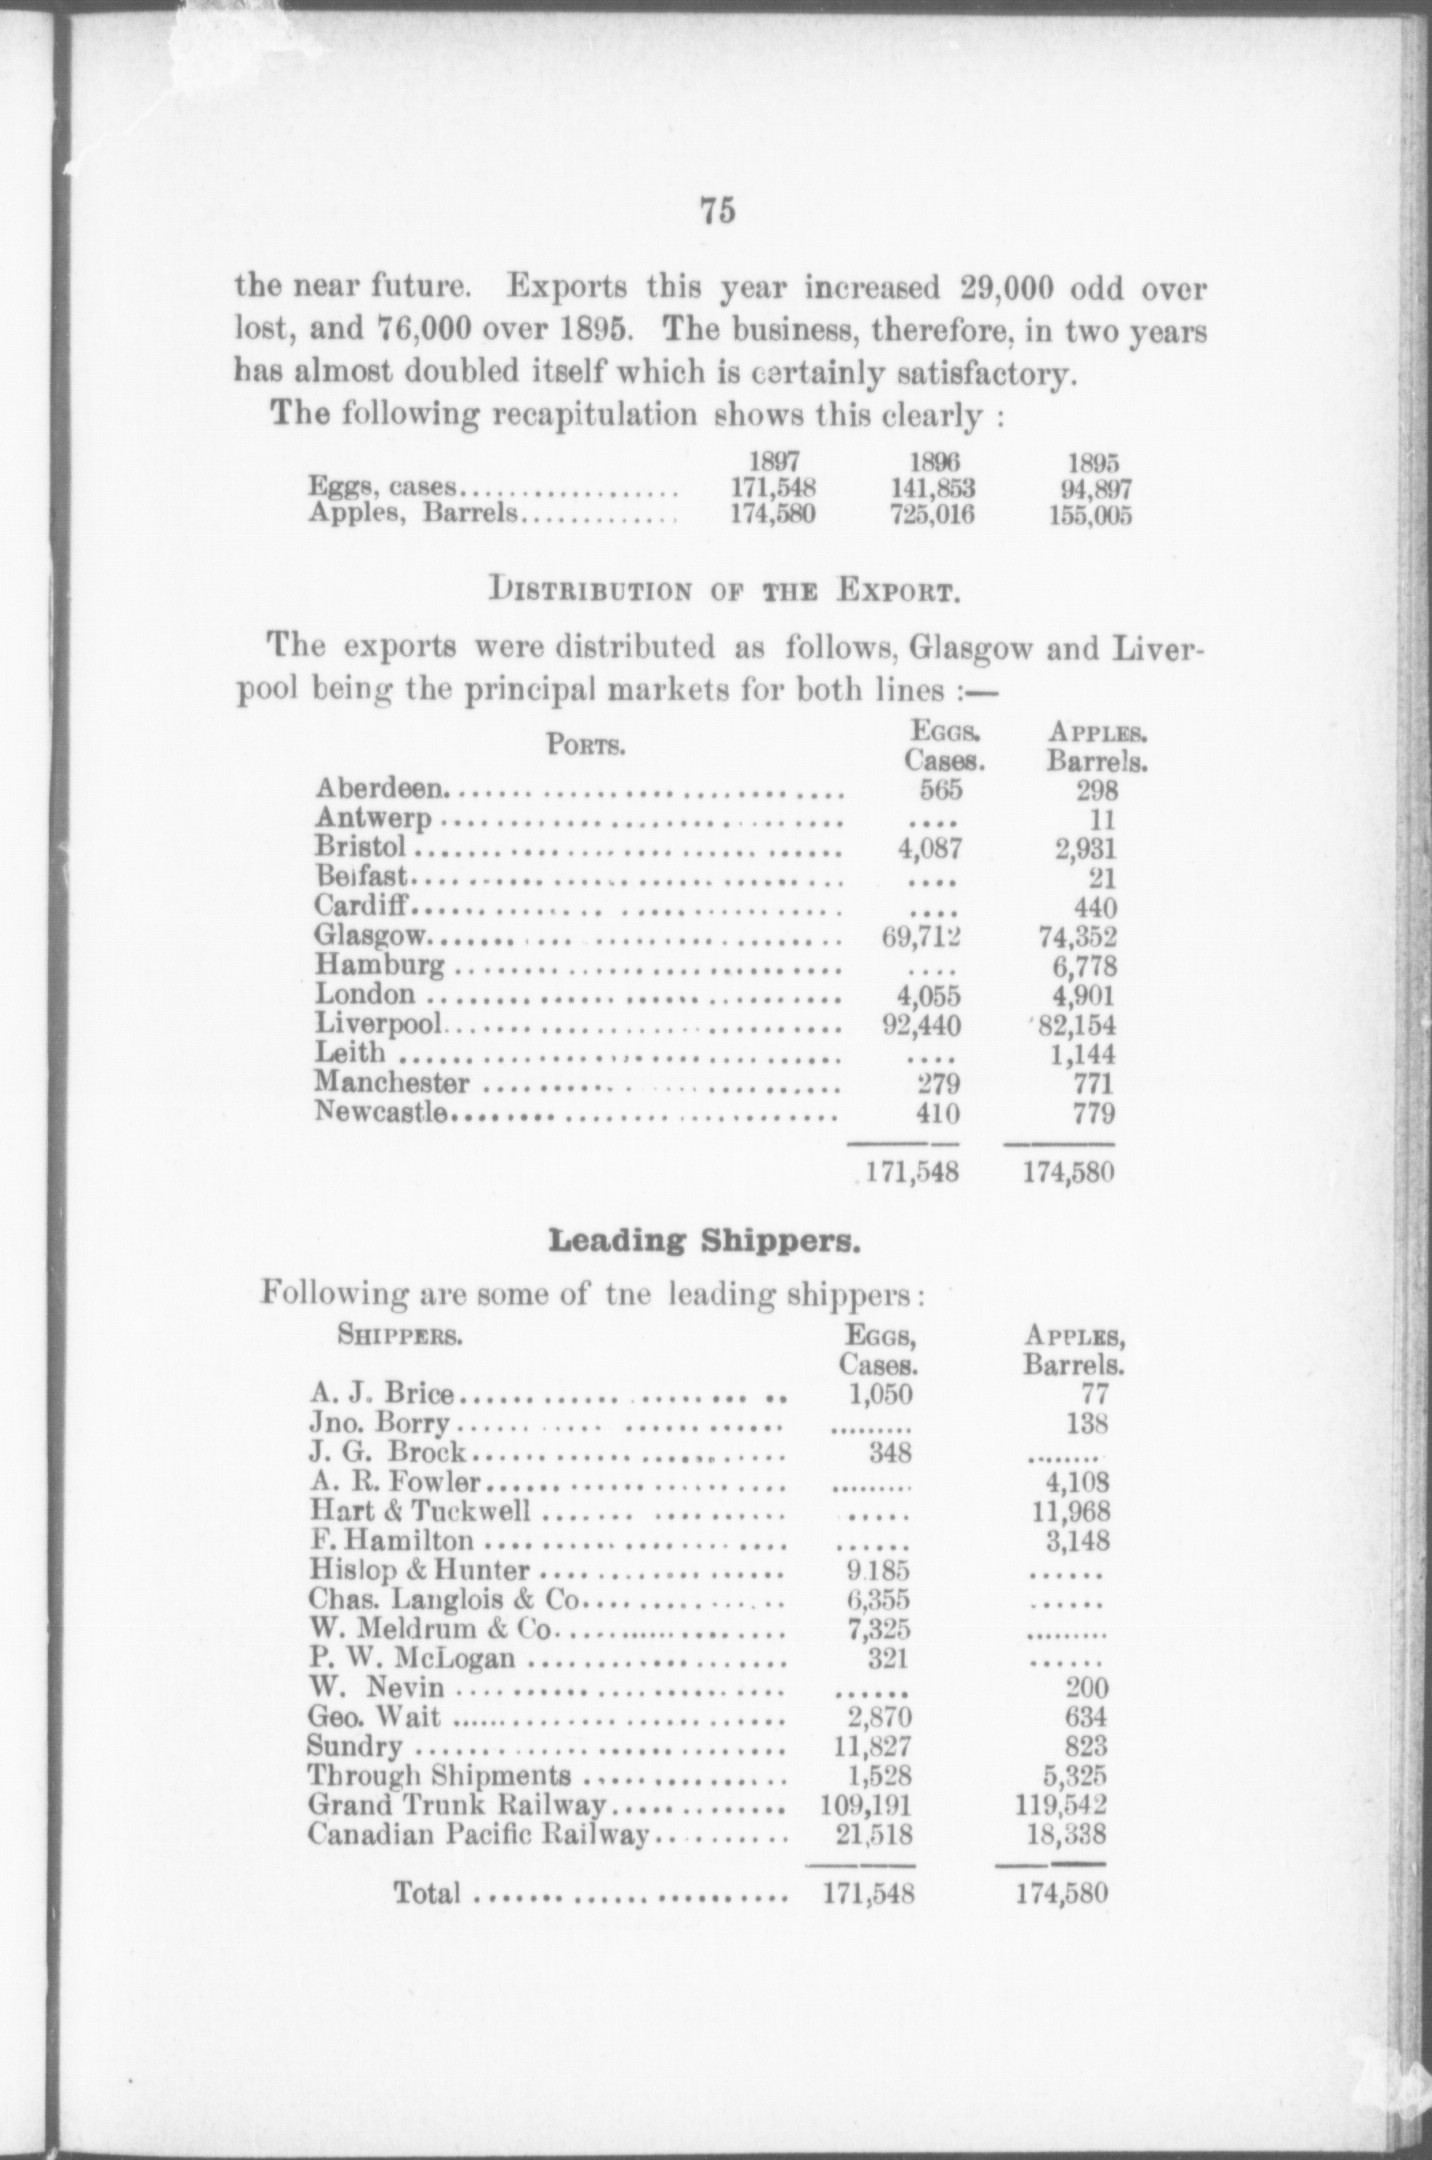 75
the near future. Exports this year increased 29,000 odd over
lost, and 76,000 over 1895. The business, therefore, in two years
has almost doubled itself which is certainly satisfactory.
The following recapitulation shows this clearly :
1897 1896 1895
Eggs, cases.................. 171,548 141,853 94,897
Apples, Barrels............. 174,580 725,016 155,005
DISTRIBUTION OF THE EXPORT.
The exports were distributed as follows, Glasgow and Liver-
pool being the principal markets for both lines :—
PORTS. EGGS. APPLES.
Cases. Barrels.
Aberdeen.............................. 565 298
Antwerp .............................. .... 11
Bristol .............................. 4,087 2,931
Belfast.............................. .... 21
Cardiff.............................. .... 440
Glasgow.............................. 69,712 74,352
Hamburg .............................. .... 6,778
London .............................. 4,055 4,901
Liverpool.............................. 92,440 82,154
Leith .............................. .... 1,144
Manchester .......................... 279 771
Newcastle............................ 410 779
171,548 174,580
Leading Shippers.
Following are some of tne leading shippers :
SHIPPERS. EGGS, APPLES,
Cases. Barrels.
A. J. Brice....................... 1,050 77
Jno. Borry....................... ......... 138
J. G. Brock....................... 348 ........
A. R. Fowler...................... ......... 4,108
Hart & Tuckwell ................. ..... 11,968
F. Hamilton ...................... ...... 3,148
Hislop & Hunter .................. 9.185 ......
Chas. Langlois & Co............... 6,355 ......
W. Meldrum & Co.................. 7,325 .........
P. W. McLogan ................... 321 ......
W. Nevin ........................ ...... 200
Geo. Wait ........................ 2,870 634
Sundry .......................... 11,827 823
Through Shipments ............... 1,528 5,325
Grand Trunk Railway............. 109,191 119,542
Canadian Pacific Railway.......... 21,518 18,338
Total ........................ 171,548 174,580